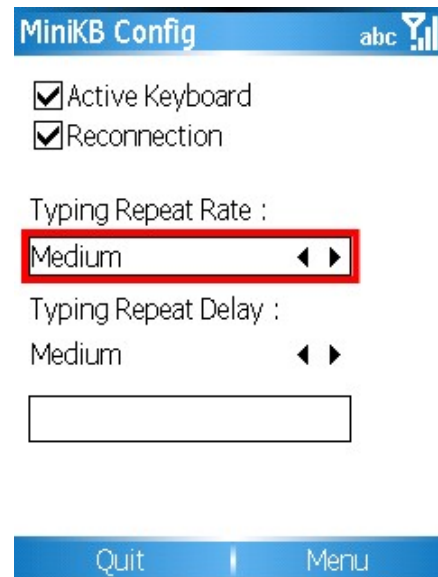 MiniKB Config abc
Active Keyboard
Reconnection
Typing Repeat Rate :
Medium
Typing Repeat Delay :
Medium
Quit Menu